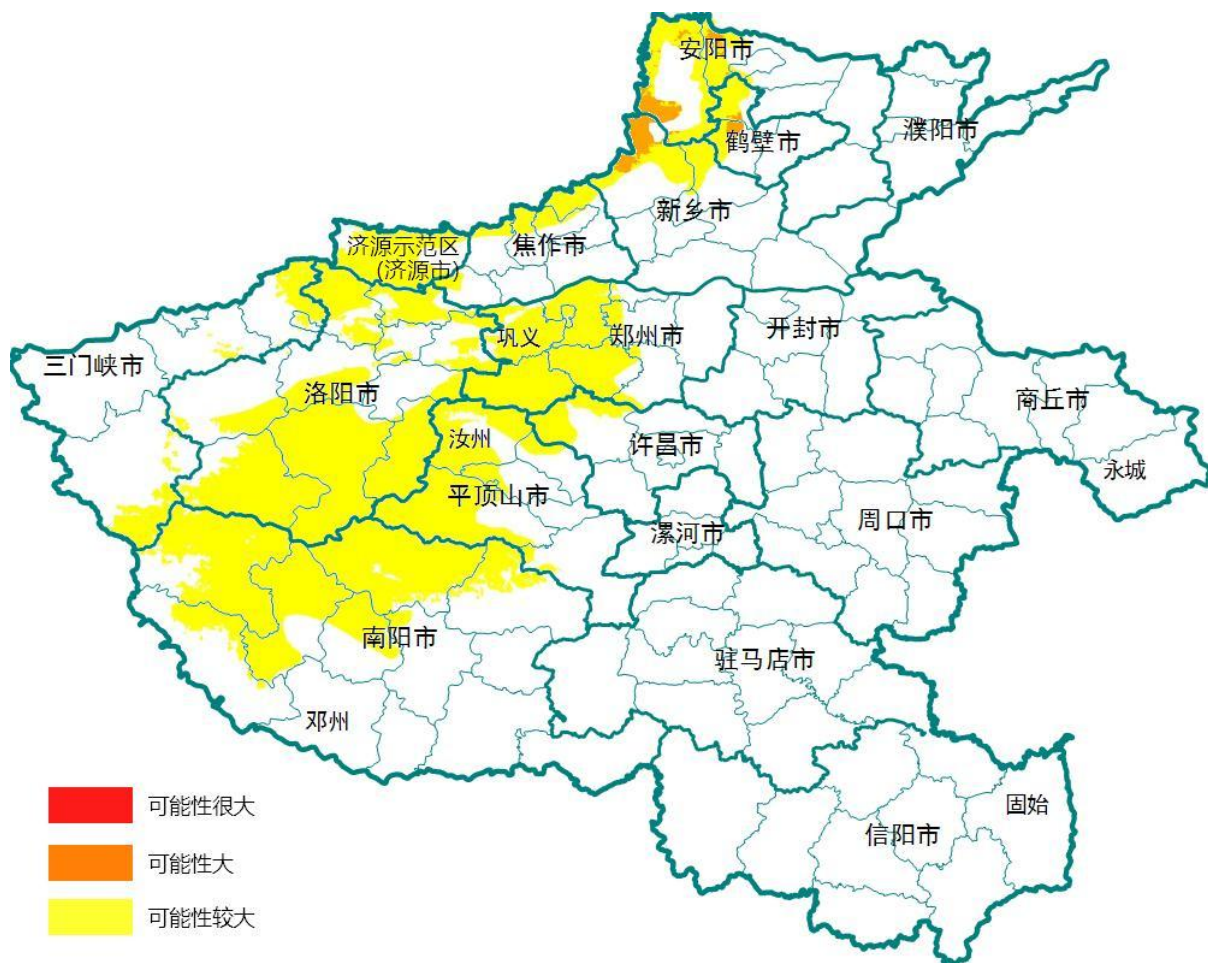 安阳市
濮阳市
鹤壁市
新乡市
济源示范区
(济源市)
焦作市
巩义
郑州市
开封市
三门峡市
洛阳市
商丘市
汝州
许昌市
永城
平顶山市
周口市
漯河市
南阳市
驻马店市
邓州
固始
信阳市
可能性很大
可能性大
可能性较大